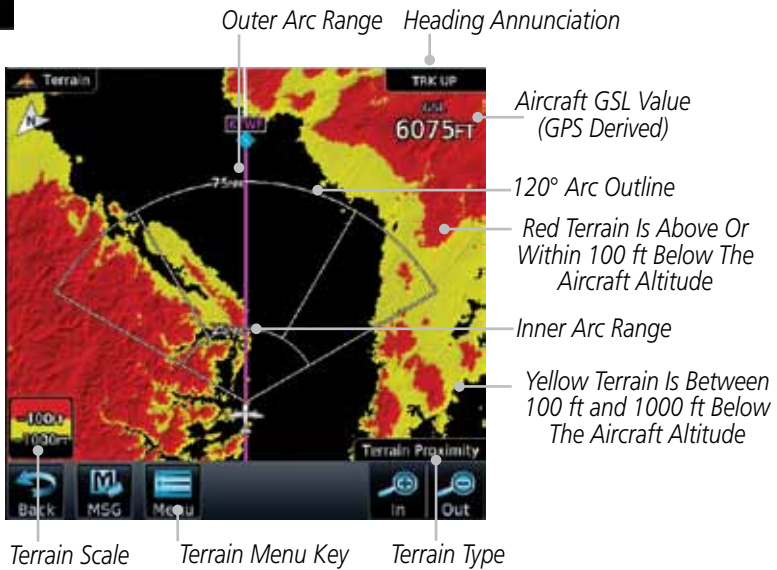 Outer Arc Range
Heading Annunciation
Terrain
TRK UP
GSL
6075FT
Aircraft GSL Value
(GPS Derived)
120° Arc Outline
Red Terrain Is Above Or
Within 100 ft Below The
Aircraft Altitude
Inner Arc Range
Yellow Terrain Is Between
100 ft and 1000 ft Below
The Aircraft Altitude
N
-100FT
-1000FT
Terrain Proximity
Back
MSG
Menu
In
Out
Terrain Scale
Terrain Menu Key
Terrain Type